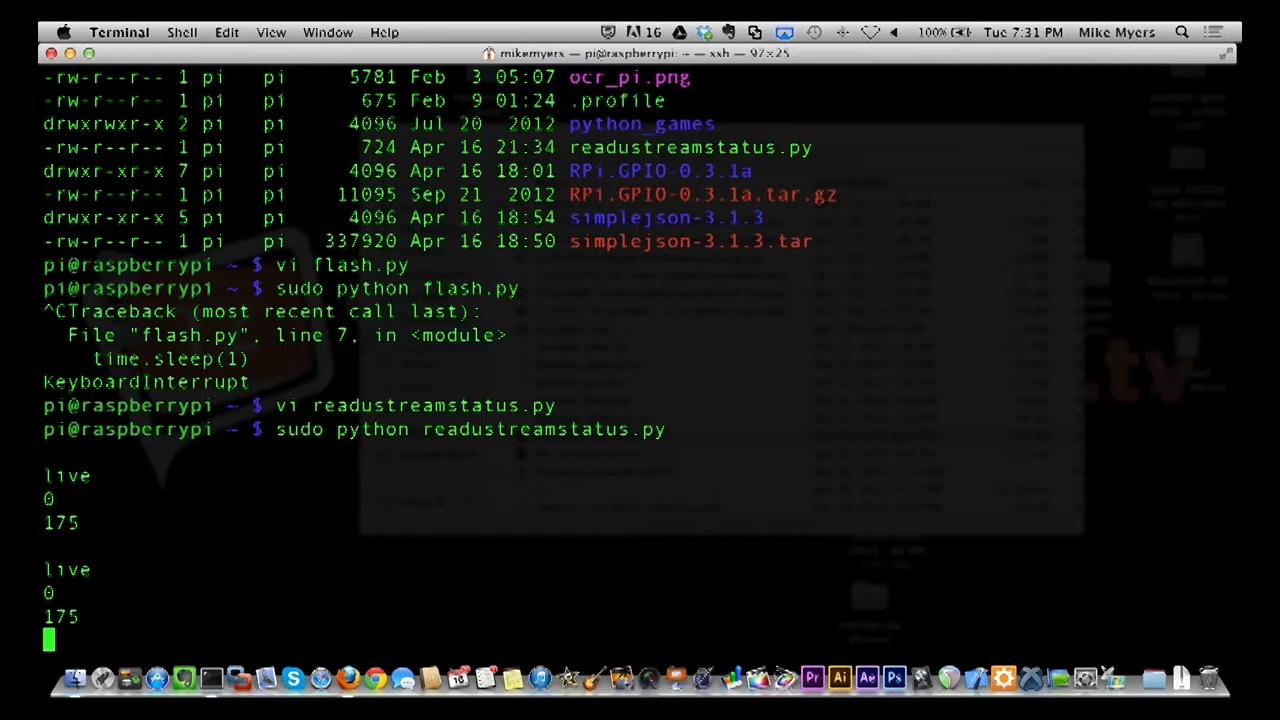 Terminal Shell Edit View Window Help 16 100% Tue 7:31 PM Mike Myers
mikemyers — pi@raspberrypi: ~ — ssh — 97×25
-rw-r--r-- 1 pi pi 5781 Feb 3 05:07 ocr_pi.png
-rw-r--r-- 1 pi pi 675 Feb 9 01:24 .profile
drwxrwxr-x 2 pi pi 4096 Jul 20 2012 python_games
-rw-r--r-- 1 pi pi 724 Apr 16 21:34 readustreamstatus.py
drwxr-xr-x 7 pi pi 4096 Apr 16 18:01 RPi.GPIO-0.3.1a
-rw-r--r-- 1 pi pi 11095 Sep 21 2012 RPi.GPIO-0.3.1a.tar.gz
drwxr-xr-x 5 pi pi 4096 Apr 16 18:54 simplejson-3.1.3
-rw-r--r-- 1 pi pi 337920 Apr 16 18:50 simplejson-3.1.3.tar
pi@raspberrypi ~ $ vi flash.py
pi@raspberrypi ~ $ sudo python flash.py
^CTraceback (most recent call last):
File "flash.py", line 7, in <module>
time.sleep(1)
KeyboardInterrupt
pi@raspberrypi ~ $ vi readustreamstatus.py
pi@raspberrypi ~ $ sudo python readustreamstatus.py
live
0
175
live
0
175
.tv
Pr Ai Ae Ps